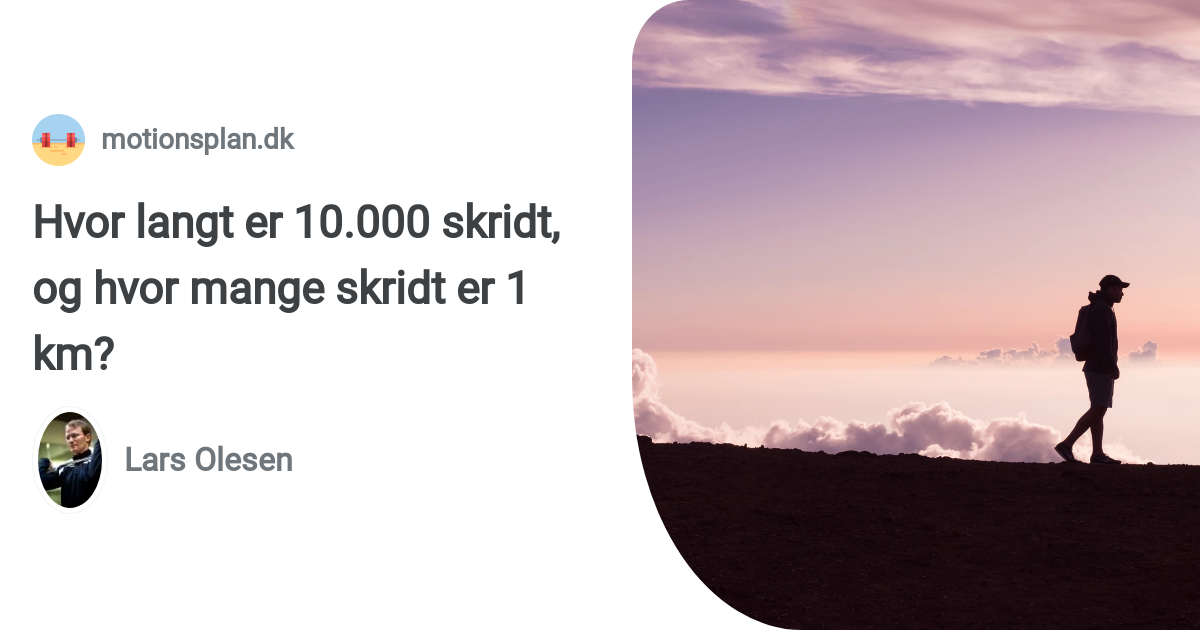 motionsplan.dk
Hvor langt er 10.000 skridt,
og hvor mange skridt er 1
km?
Lars Olesen